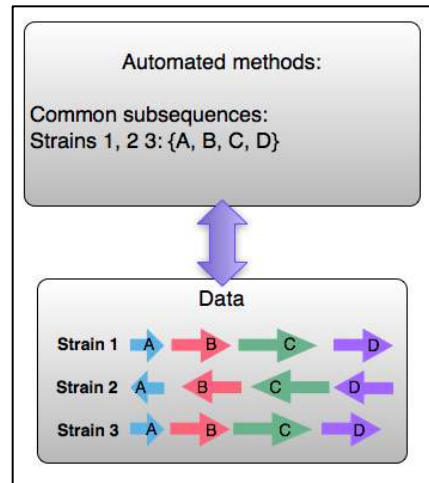 Automated methods:
Common subsequences:
Strains 1, 2 3: {A, B, C, D}
Data
Strain 1 A B C D
Strain 2 A B C D
Strain 3 A B C D